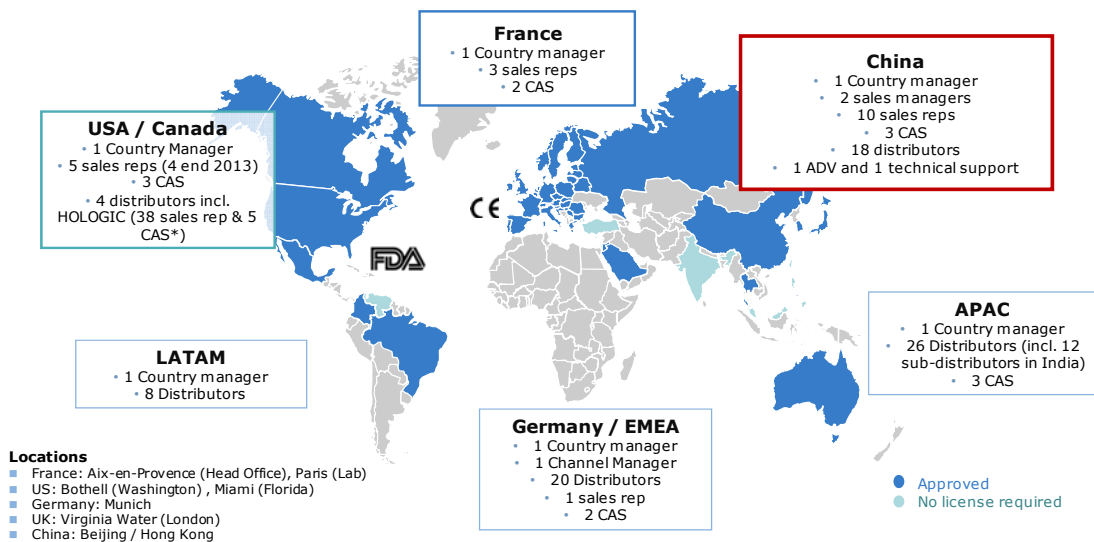 France
• 1 Country manager
• 3 sales reps
• 2 CAS
China
• 1 Country manager
• 2 sales managers
• 10 sales reps
• 3 CAS
• 18 distributors
• 1 ADV and 1 technical support
USA / Canada
• 1 Country Manager
• 5 sales reps (4 end 2013)
• 3 CAS
• 4 distributors incl.
HOLOGIC (38 sales rep & 5
CAS*)
CE
FDA
APAC
• 1 Country manager
• 26 Distributors (incl. 12
sub-distributors in India)
• 3 CAS
LATAM
• 1 Country manager
• 8 Distributors
Germany / EMEA
• 1 Country manager
• 1 Channel Manager
• 20 Distributors
• 1 sales rep
• 2 CAS
Locations
■ France: Aix-en-Provence (Head Office), Paris (Lab)
■ US: Bothell (Washington) , Miami (Florida)
■ Germany: Munich
■ UK: Virginia Water (London)
■ China: Beijing / Hong Kong
● Approved
● No license required